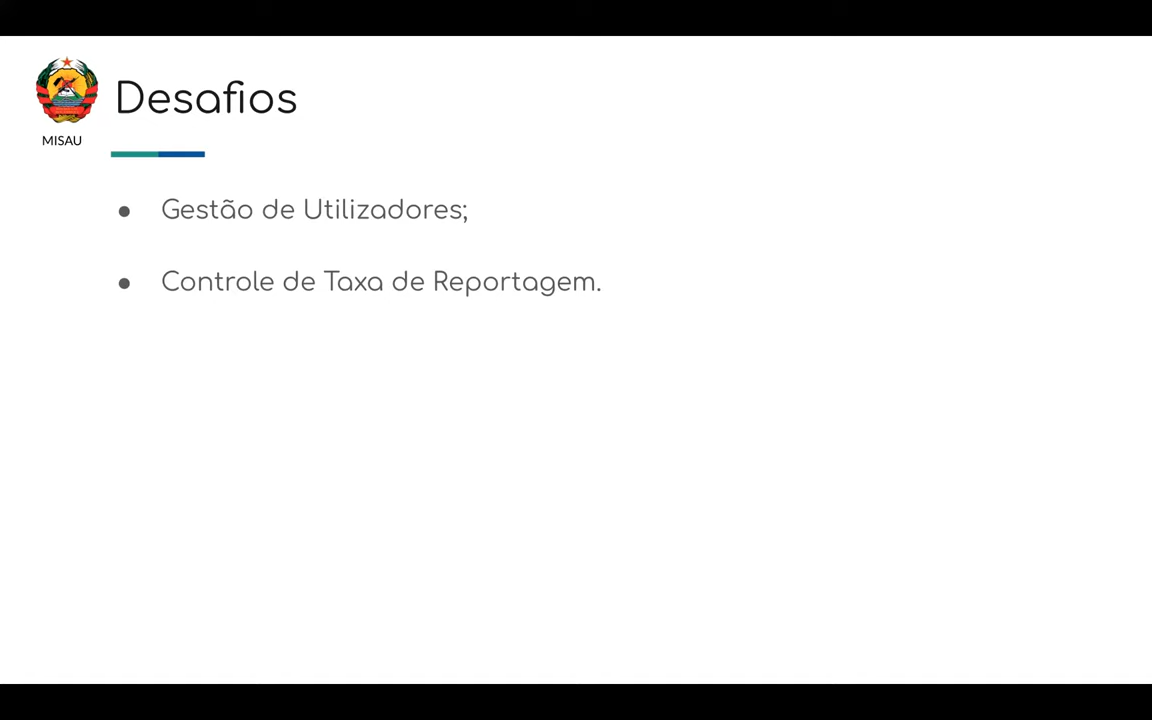 Desafios
MISAU
● Gestão de Utilizadores;
● Controle de Taxa de Reportagem.